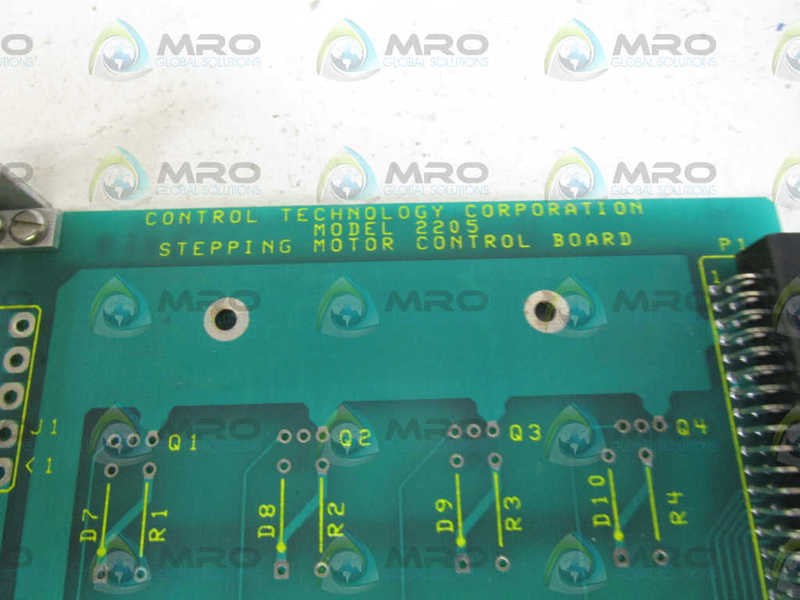 MRO
GLOBAL SOLUTIONS
CONTROL TECHNOLOGY CORPORATION
MODEL 2205
STEPPING MOTOR CONTROL BOARD
P1
1
J1
<1
Q1
Q2
Q3
Q4
D7
R1
D8
R2
D9
R3
D10
R4